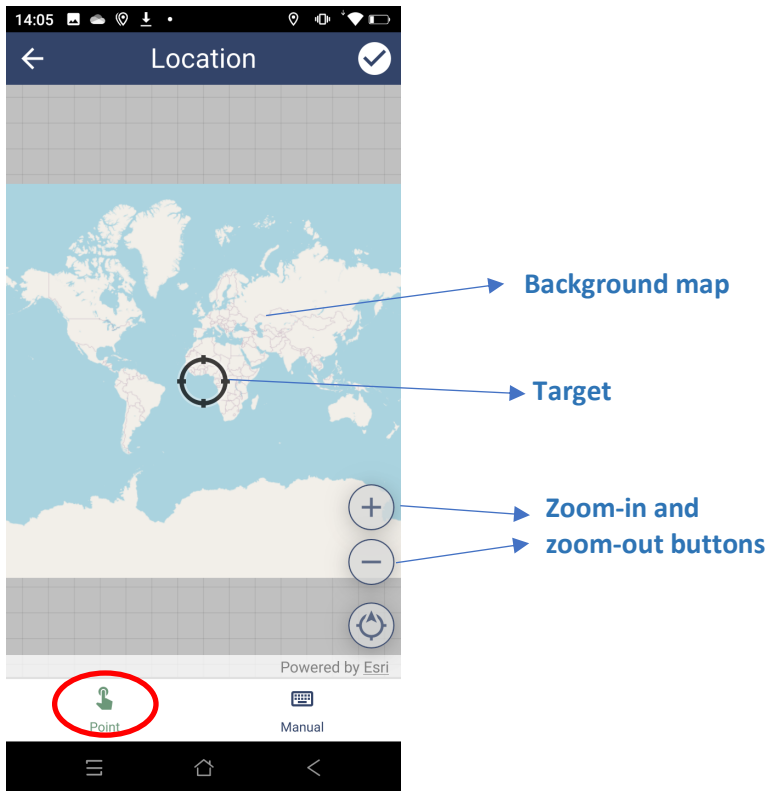 14:05
Location
Background map
Target
Zoom-in and
zoom-out buttons
Powered by Esri
Point
Manual